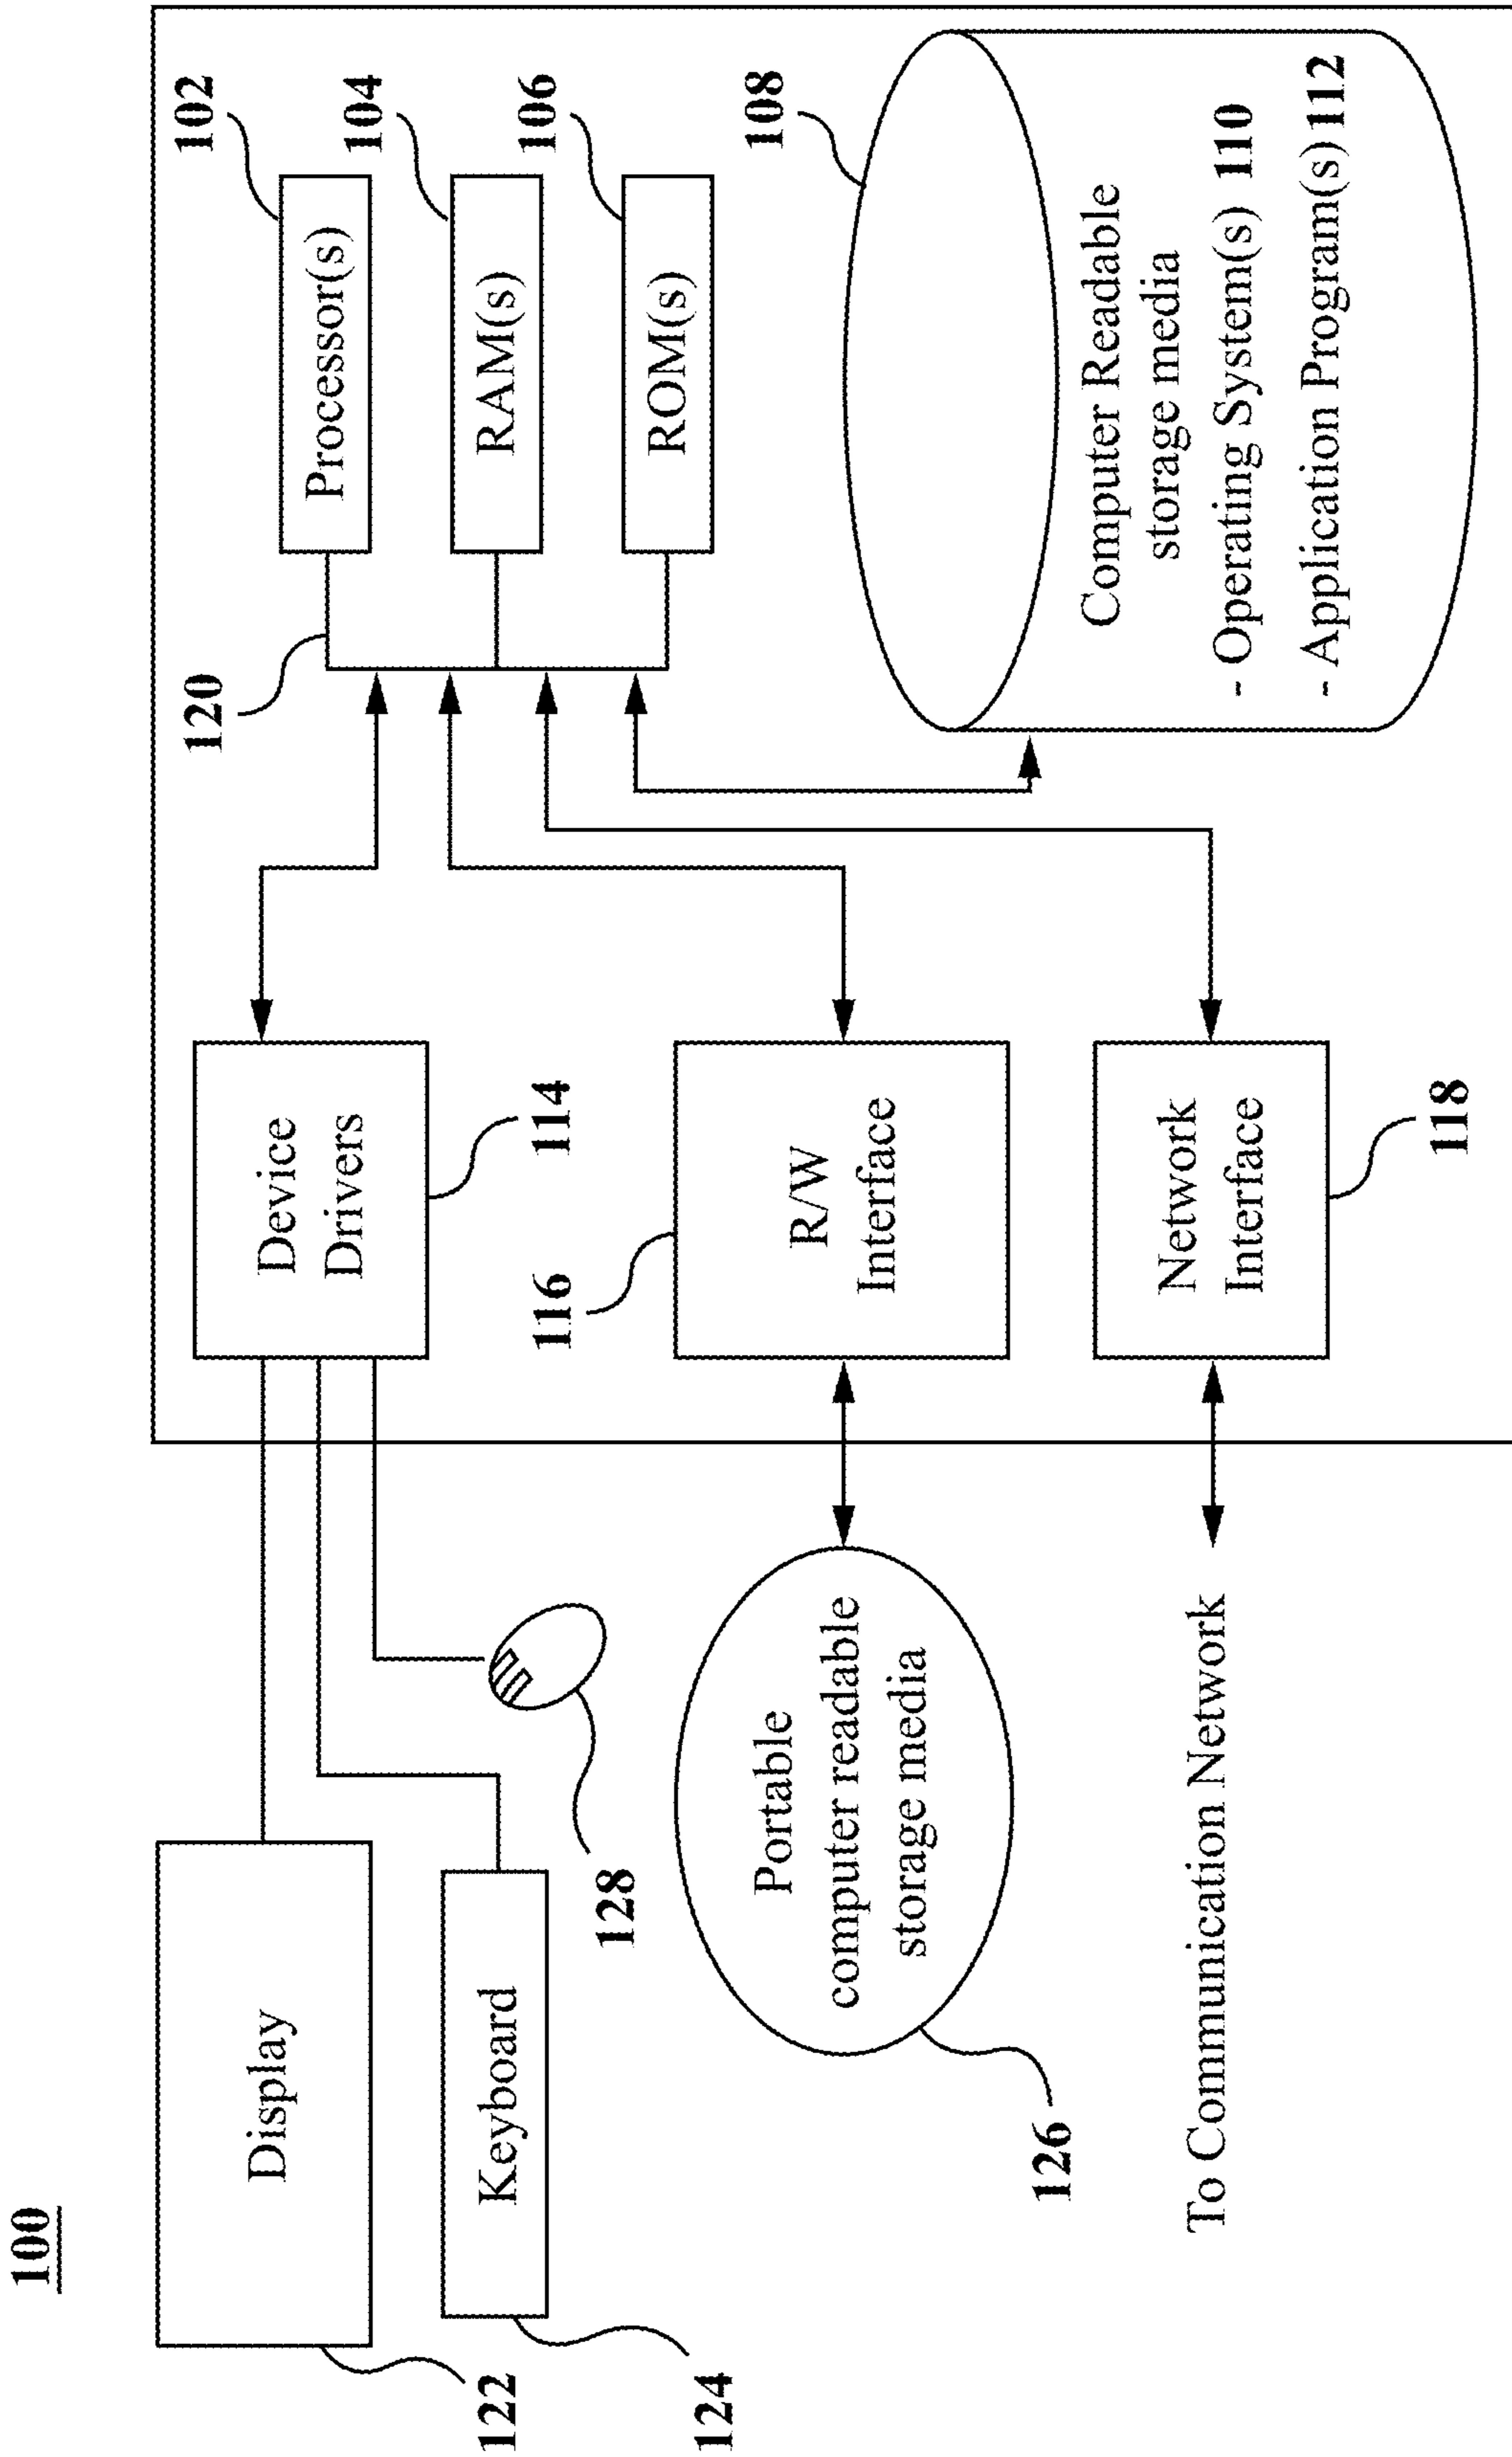 100
Display
122
Keyboard
124
128
Portable
computer readable
storage media
126
To Communication Network
Device
Drivers
114
R/W
Interface
116
Network
Interface
118
120
Processor(s)
102
RAM(s)
104
ROM(s)
106
108
Computer Readable
storage media
- Operating System(s) 110
- Application Program(s) 112